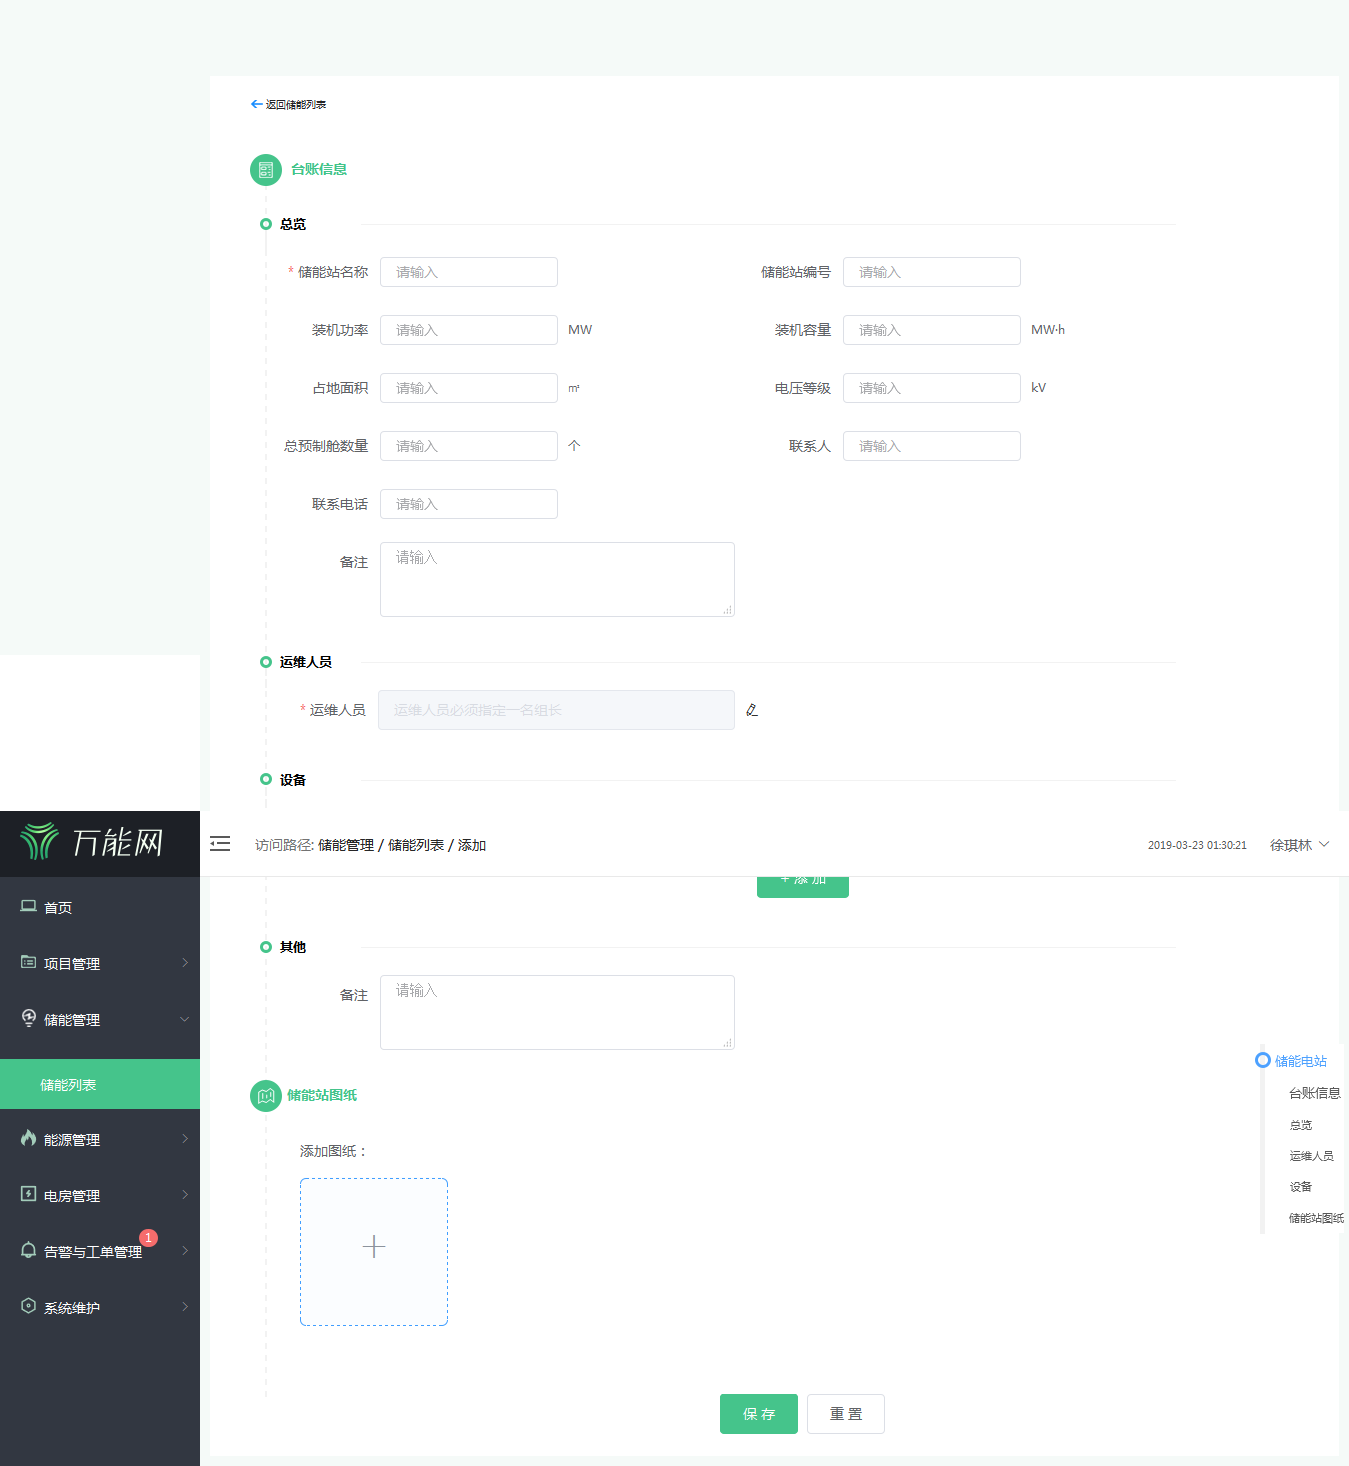 返回储能列表
台账信息
总览
* 储能站名称 请输入 储能站编号 请输入
装机功率 请输入 MW 装机容量 请输入 MW·h
占地面积 请输入 ㎡ 电压等级 请输入 kV
总预制舱数量 请输入 个 联系人 请输入
联系电话 请输入
备注 请输入
运维人员
* 运维人员 运维人员必须指定一名组长
设备
万能网 访问路径: 储能管理 / 储能列表 / 添加 2019-03-23 01:30:21 徐琪林
+ 添 加
首页
项目管理
储能管理
储能列表
能源管理
电房管理
告警与工单管理 1
系统维护
其他
备注 请输入
储能站图纸
添加图纸：
储能电站
台账信息
总览
运维人员
设备
储能站图纸
保 存 重 置